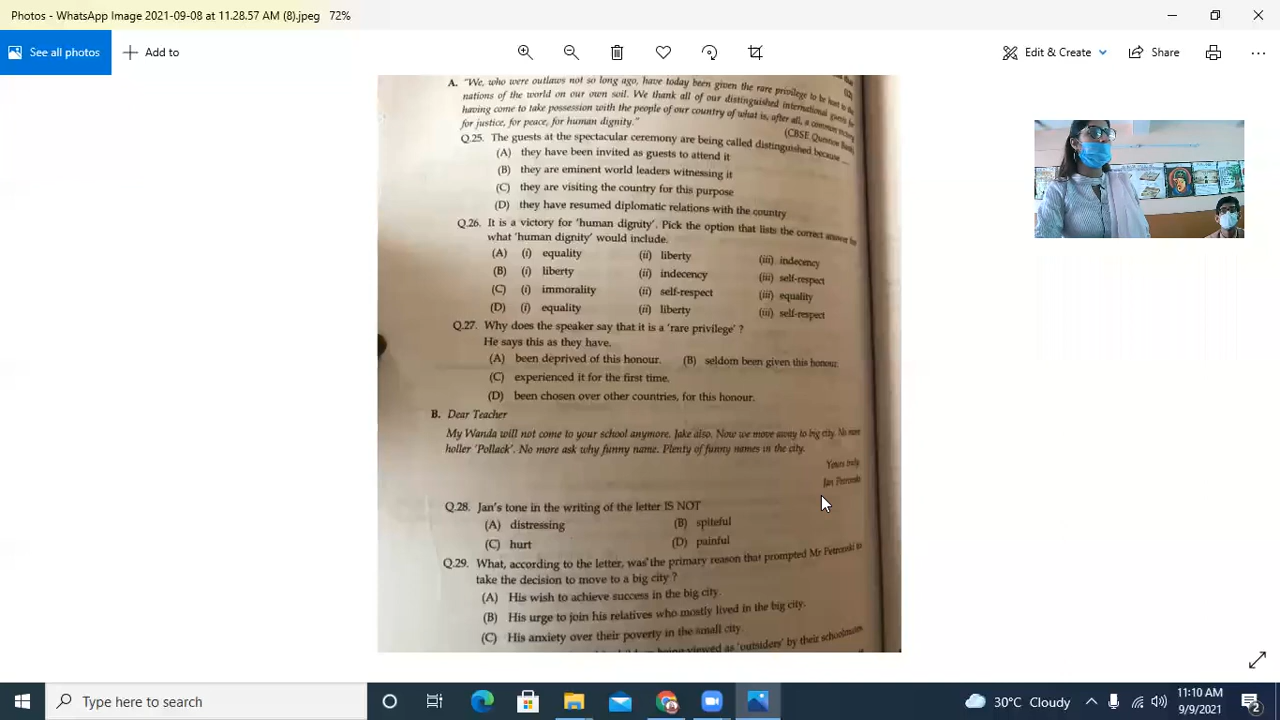 Photos - WhatsApp Image 2021-09-08 at 11.28.57 AM (8).jpeg 72%
See all photos
Add to
Edit & Create
Share
A. "We, who were outlaws not so long ago, have today been given the rare privilege to be host to the
nations of the world on our own soil. We thank all of our distinguished international guests for
having come to take possession with the people of our country of what is, after all, a common victory
for justice, for peace, for human dignity."
(CBSE Question Bank)
Q.25. The guests at the spectacular ceremony are being called distinguished because
(A) they have been invited as guests to attend it
(B) they are eminent world leaders witnessing it
(C) they are visiting the country for this purpose
(D) they have resumed diplomatic relations with the country
Q.26. It is a victory for 'human dignity'. Pick the option that lists the correct answer for
what 'human dignity' would include.
(A) (i) equality (ii) liberty (iii) indecency
(B) (i) liberty (ii) indecency (iii) self-respect
(C) (i) immorality (ii) self-respect (iii) equality
(D) (i) equality (ii) liberty (iii) self-respect
Q.27. Why does the speaker say that it is a 'rare privilege' ?
He says this as they have.
(A) been deprived of this honour. (B) seldom been given this honour.
(C) experienced it for the first time.
(D) been chosen over other countries, for this honour.
B. Dear Teacher
My Wanda will not come to your school anymore. Jake also. Now we move away to big city. No more
holler 'Pollack'. No more ask why funny name. Plenty of funny names in the city.
Yours truly
Jan Petronski
Q.28. Jan's tone in the writing of the letter IS NOT
(A) distressing (B) spiteful
(C) hurt (D) painful
Q.29. What, according to the letter, was the primary reason that prompted Mr Petronski to
take the decision to move to a big city ?
(A) His wish to achieve success in the big city.
(B) His urge to join his relatives who mostly lived in the big city.
(C) His anxiety over their poverty in the small city.
being viewed as 'outsiders' by their schoolmates
Type here to search
30°C Cloudy
11:10 AM
9/9/2021
2